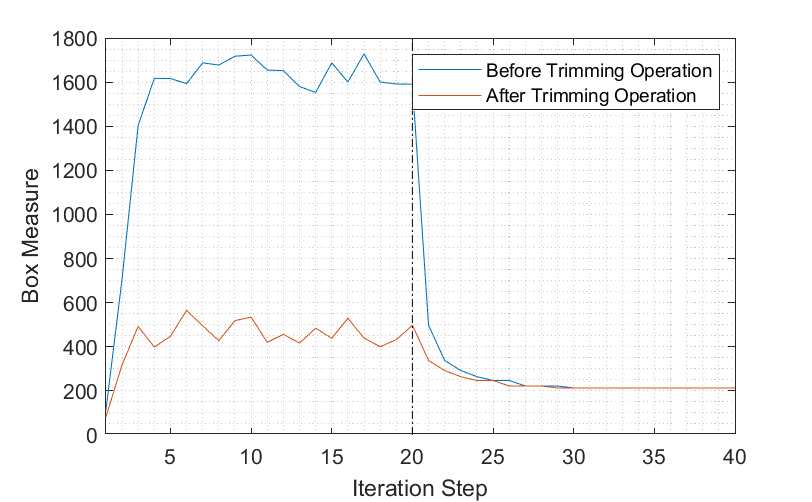 1800
1600
1400
1200
1000
800
600
400
200
0
Box Measure
Before Trimming Operation
After Trimming Operation
5 10 15 20 25 30 35 40
Iteration Step